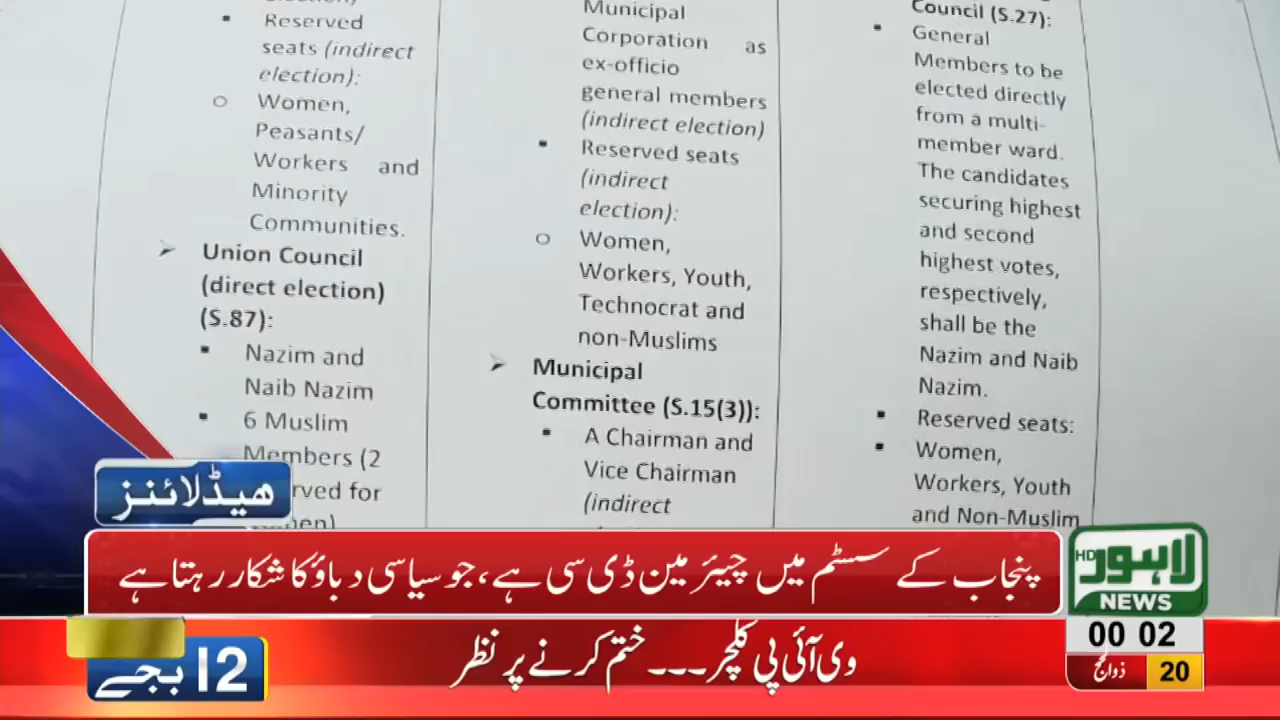 Reserved
seats (indirect
election):
Women,
Peasants/
Workers and
Minority
Communities.
Union Council
(direct election)
(S.87):
Nazim and
Naib Nazim
6 Muslim
Members (2
rved for
Municipal
Corporation as
ex-officio
general members
(indirect election)
Reserved seats
(indirect
election):
Women,
Workers, Youth,
Technocrat and
non-Muslims
Municipal
Committee (S.15(3)):
A Chairman and
Vice Chairman
(indirect
Council (S.27):
General
Members to be
elected directly
from a multi-
member ward.
The candidates
securing highest
and second
highest votes,
respectively,
shall be the
Nazim and Naib
Nazim.
Reserved seats:
Women,
Workers, Youth
and Non-Muslim
ہیڈلائنز
پنجاب کے سسٹم میں چیئرمین ڈی سی ہے، جو سیاسی دباؤ کا شکار رہتا ہے
HD لاہور
NEWS
00 02
ذوالحج 20
وی آئی پی کلچر ۔۔۔ ختم کرنے پر نظر
12 بجے